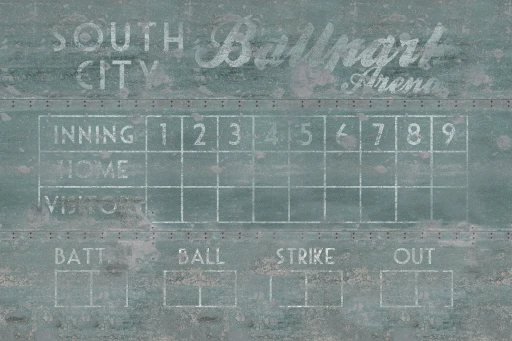 SOUTH CITY
Ballpark Arena
INNING 1 2 3 4 5 6 7 8 9
HOME
VISITOR
BATT BALL STRIKE OUT